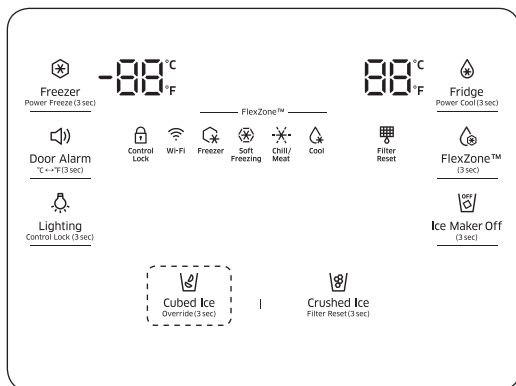 -88 °C
°F
88 °C
°F
Freezer
Power Freeze (3 sec)
Fridge
Power Cool (3 sec)
FlexZone™
Door Alarm
°C↔°F (3 sec)
Control
Lock
Wi-Fi
Freezer
Soft
Freezing
Chill/
Meat
Cool
Filter
Reset
FlexZone™
(3 sec)
Lighting
Control Lock (3 sec)
OFF
Ice Maker Off
(3 sec)
Cubed Ice
Override (3 sec)
|
Crushed Ice
Filter Reset (3 sec)